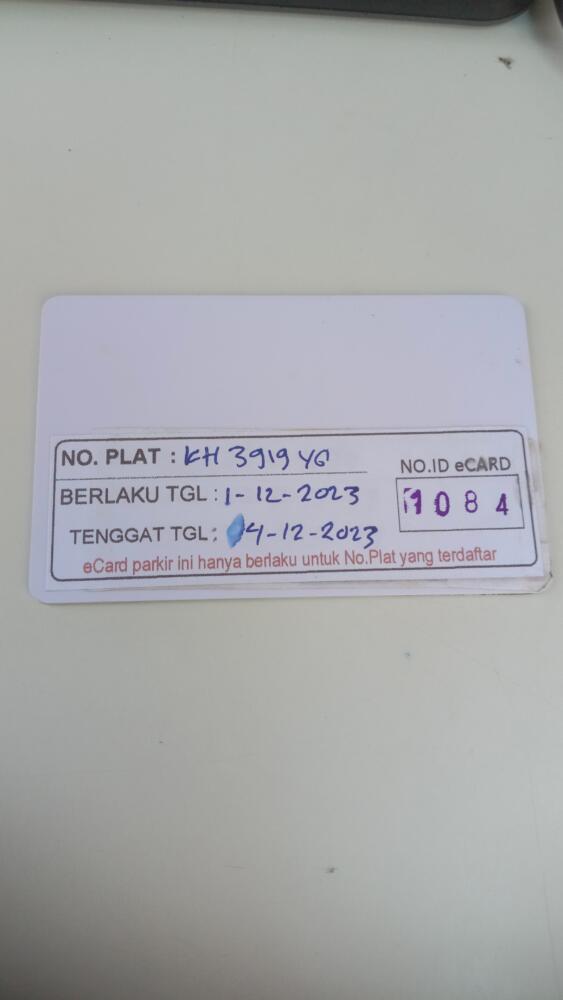 NO. PLAT : KH 3919 YG
NO.ID eCARD
BERLAKU TGL : 1-12-2023
1084
TENGGAT TGL : 4-12-2023
eCard parkir ini hanya berlaku untuk No.Plat yang terdaftar